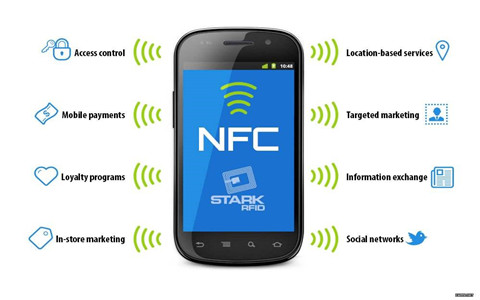 Access control
Location-based services
10:48
Mobile payments
Targeted marketing
NFC
Loyalty programs
Information exchange
STARK
RFID
In-store marketing
Social networks